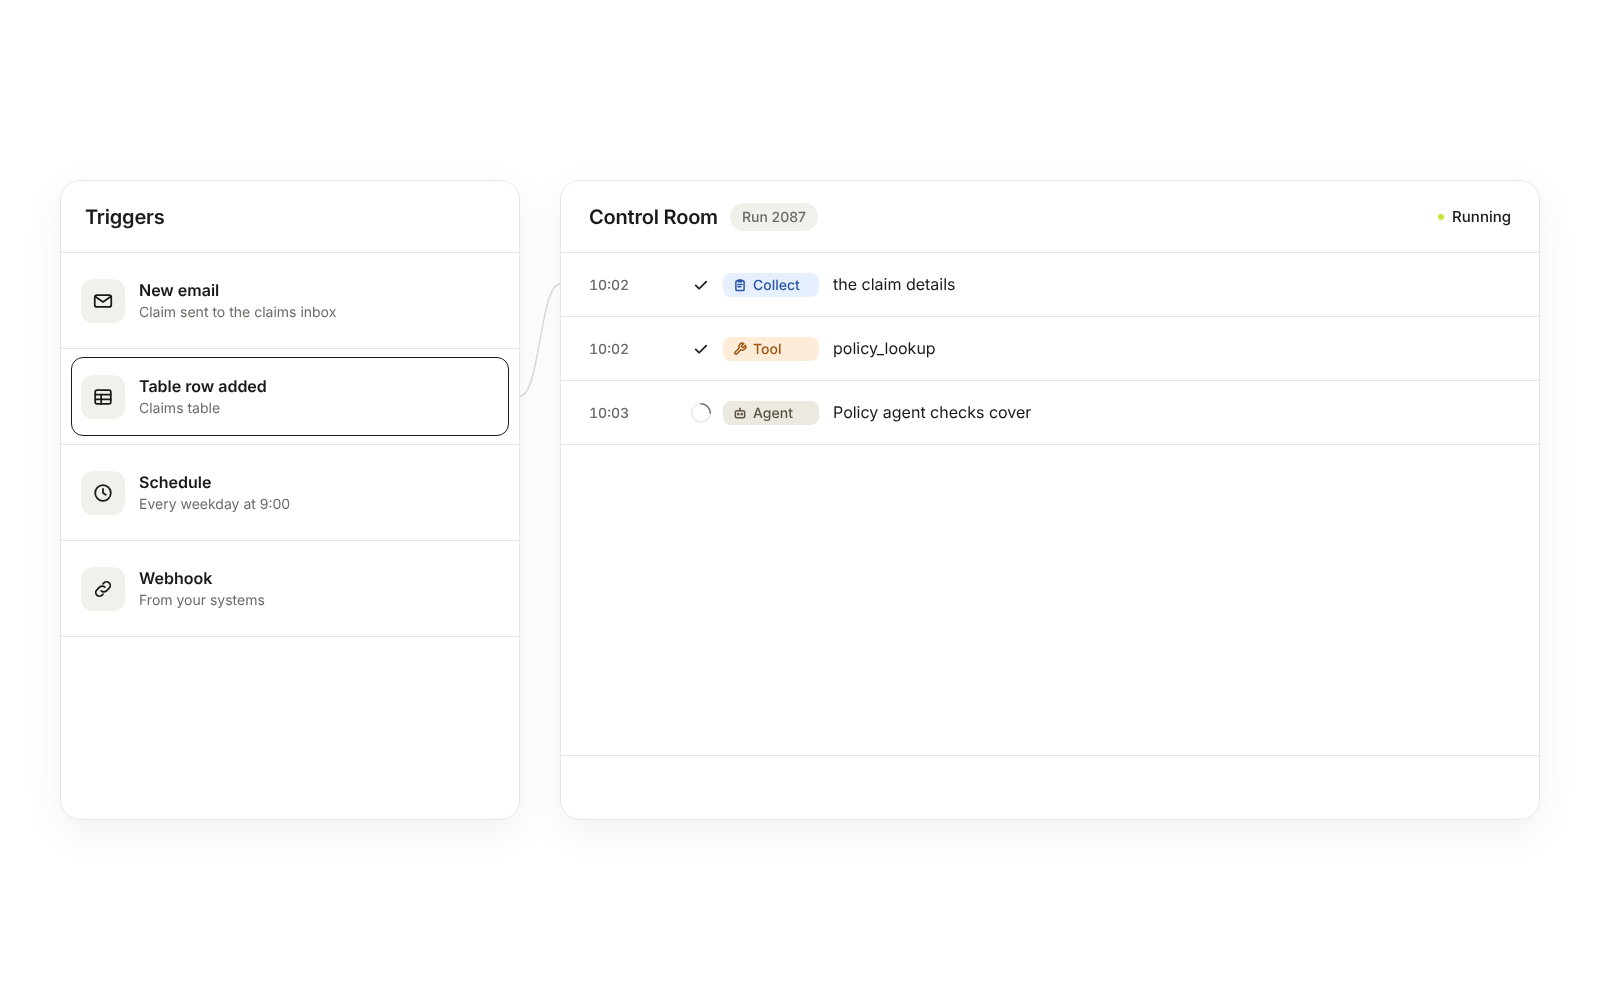 Triggers
New email
Claim sent to the claims inbox
Table row added
Claims table
Schedule
Every weekday at 9:00
Webhook
From your systems
Control Room Run 2087 Running
10:02 Collect the claim details
10:02 Tool policy_lookup
10:03 Agent Policy agent checks cover